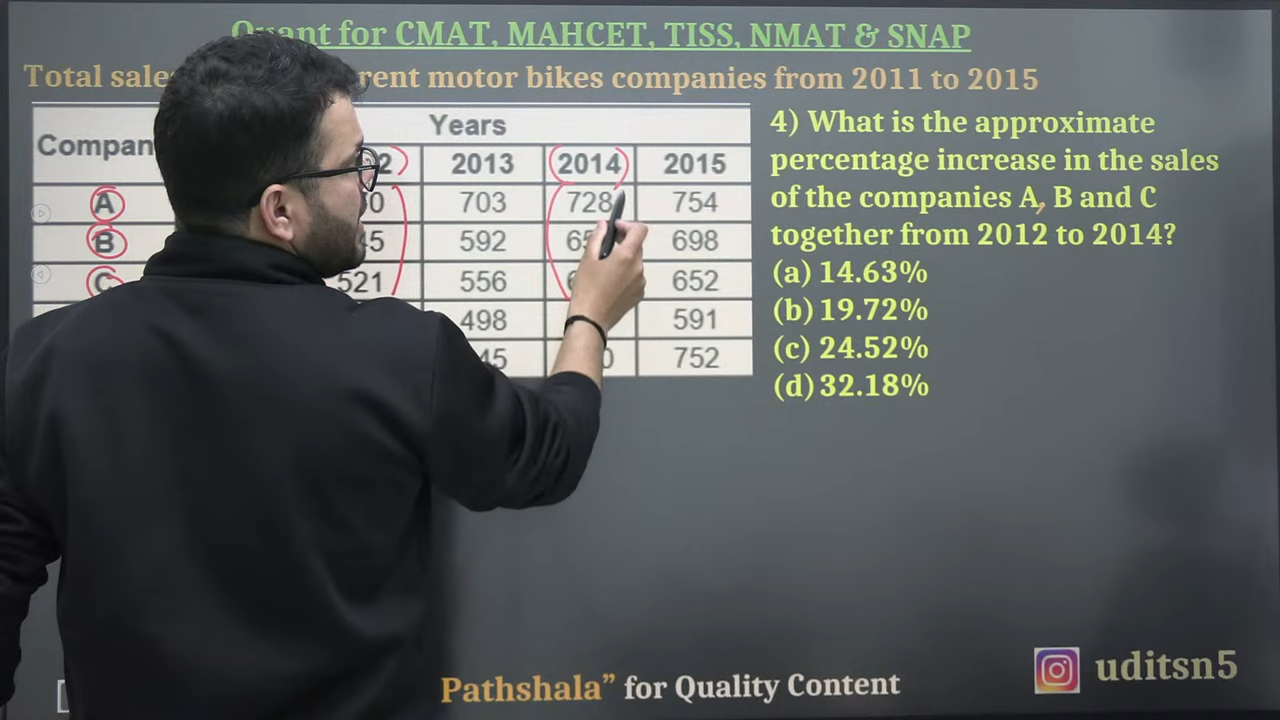 Quant for CMAT, MAHCET, TISS, NMAT & SNAP
Total motor bikes companies from 2011 to 2015
Years
2013 2014 2015
A 703 728 754
B 592 698
C 521 556 652
498 591
752
4) What is the approximate
percentage increase in the sales
of the companies A, B and C
together from 2012 to 2014?
(a) 14.63%
(b) 19.72%
(c) 24.52%
(d) 32.18%
Pathshala” for Quality Content
uditsn5